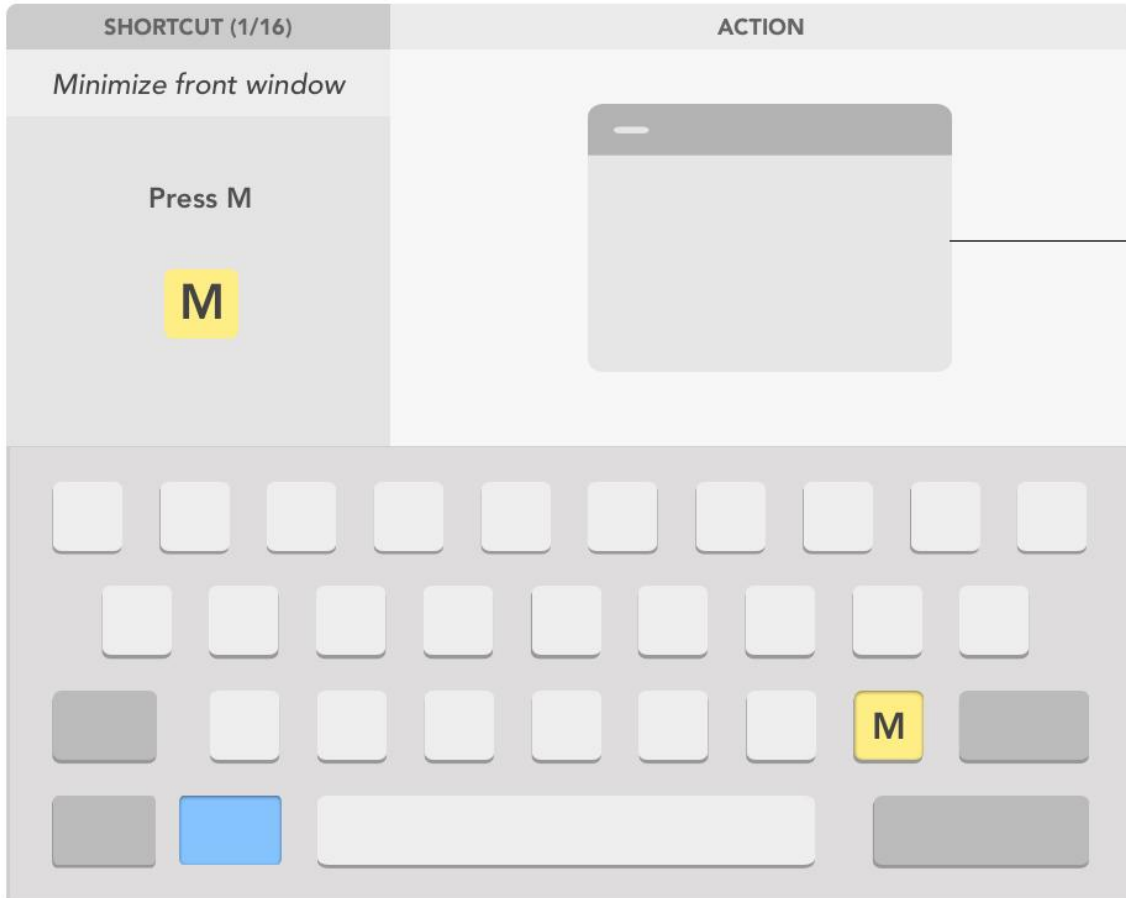 SHORTCUT (1/16)
ACTION
Minimize front window
Press M
M
M